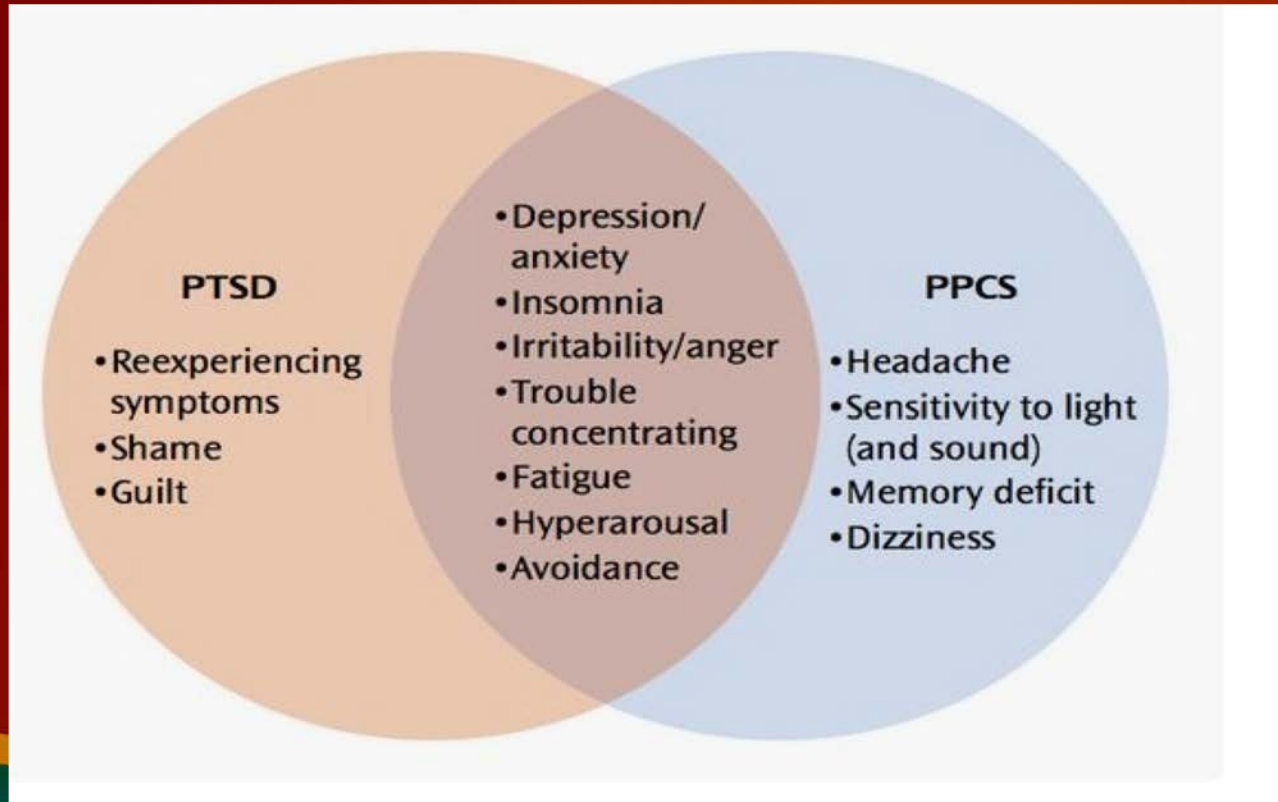 PTSD
•Reexperiencing
symptoms
•Shame
•Guilt
•Depression/
anxiety
•Insomnia
•Irritability/anger
•Trouble
concentrating
•Fatigue
•Hyperarousal
•Avoidance
PPCS
•Headache
•Sensitivity to light
(and sound)
•Memory deficit
•Dizziness